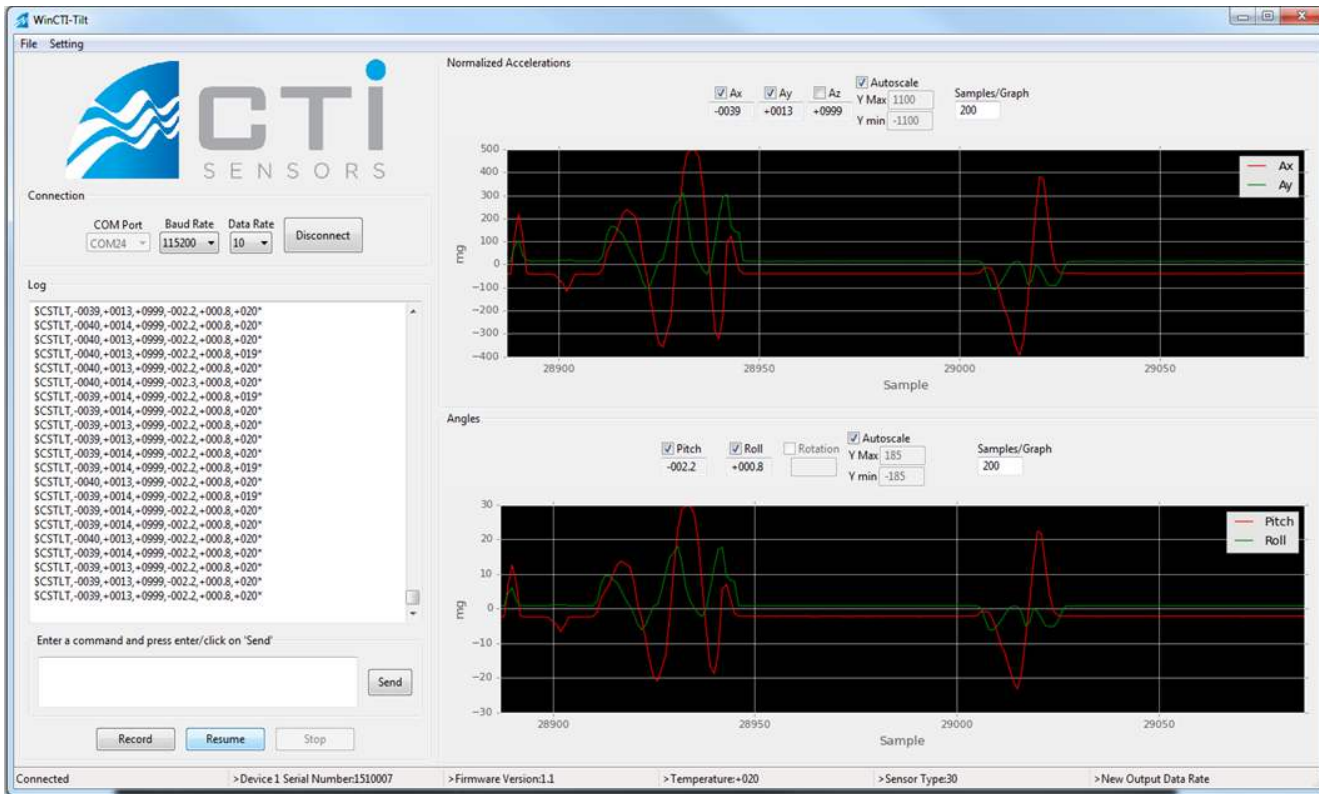 WinCTI-Tilt
File Setting
CTi
SENSORS
Connection
COM Port Baud Rate Data Rate
COM24 115200 10 Disconnect
Log
$CSTLT,-0039,+0013,+0999,-002.2,+000.8,+020*
$CSTLT,-0040,+0014,+0999,-002.2,+000.8,+020*
$CSTLT,-0040,+0013,+0999,-002.2,+000.8,+020*
$CSTLT,-0040,+0013,+0999,-002.2,+000.8,+019*
$CSTLT,-0040,+0013,+0999,-002.2,+000.8,+020*
$CSTLT,-0040,+0014,+0999,-002.3,+000.8,+020*
$CSTLT,-0039,+0014,+0999,-002.2,+000.8,+019*
$CSTLT,-0039,+0014,+0999,-002.2,+000.8,+020*
$CSTLT,-0039,+0013,+0999,-002.2,+000.8,+020*
$CSTLT,-0039,+0013,+0999,-002.2,+000.8,+020*
$CSTLT,-0039,+0013,+0999,-002.2,+000.8,+020*
$CSTLT,-0039,+0014,+0999,-002.2,+000.8,+019*
$CSTLT,-0040,+0013,+0999,-002.2,+000.8,+020*
$CSTLT,-0039,+0014,+0999,-002.2,+000.8,+019*
$CSTLT,-0039,+0014,+0999,-002.2,+000.8,+020*
$CSTLT,-0039,+0014,+0999,-002.2,+000.8,+020*
$CSTLT,-0040,+0013,+0999,-002.2,+000.8,+020*
$CSTLT,-0039,+0014,+0999,-002.2,+000.8,+020*
$CSTLT,-0039,+0013,+0999,-002.2,+000.8,+020*
$CSTLT,-0039,+0013,+0999,-002.2,+000.8,+020*
$CSTLT,-0039,+0013,+0999,-002.2,+000.8,+020*
Enter a command and press enter/click on 'Send'
Send
Record Resume Stop
Normalized Accelerations
Ax Ay Az Autoscale
-0039 +0013 +0999 Y Max 1100 Samples/Graph
Y min -1100 200
500
400
300
200
100
0
−100
−200
−300
−400
mg
Ax
Ay
28900 28950 29000 29050
Sample
Angles
Pitch Roll Rotation Autoscale
-002.2 +000.8 Y Max 185 Samples/Graph
Y min -185 200
30
20
10
0
−10
−20
−30
mg
Pitch
Roll
28900 28950 29000 29050
Sample
Connected >Device 1 Serial Number:1510007 >Firmware Version:1.1 >Temperature:+020 >Sensor Type:30 >New Output Data Rate